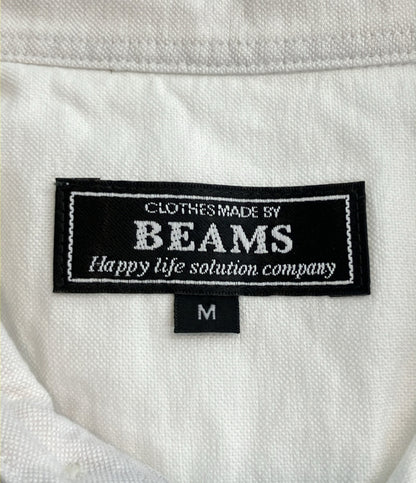 CLOTHES MADE BY
BEAMS
Happy life solution company
M